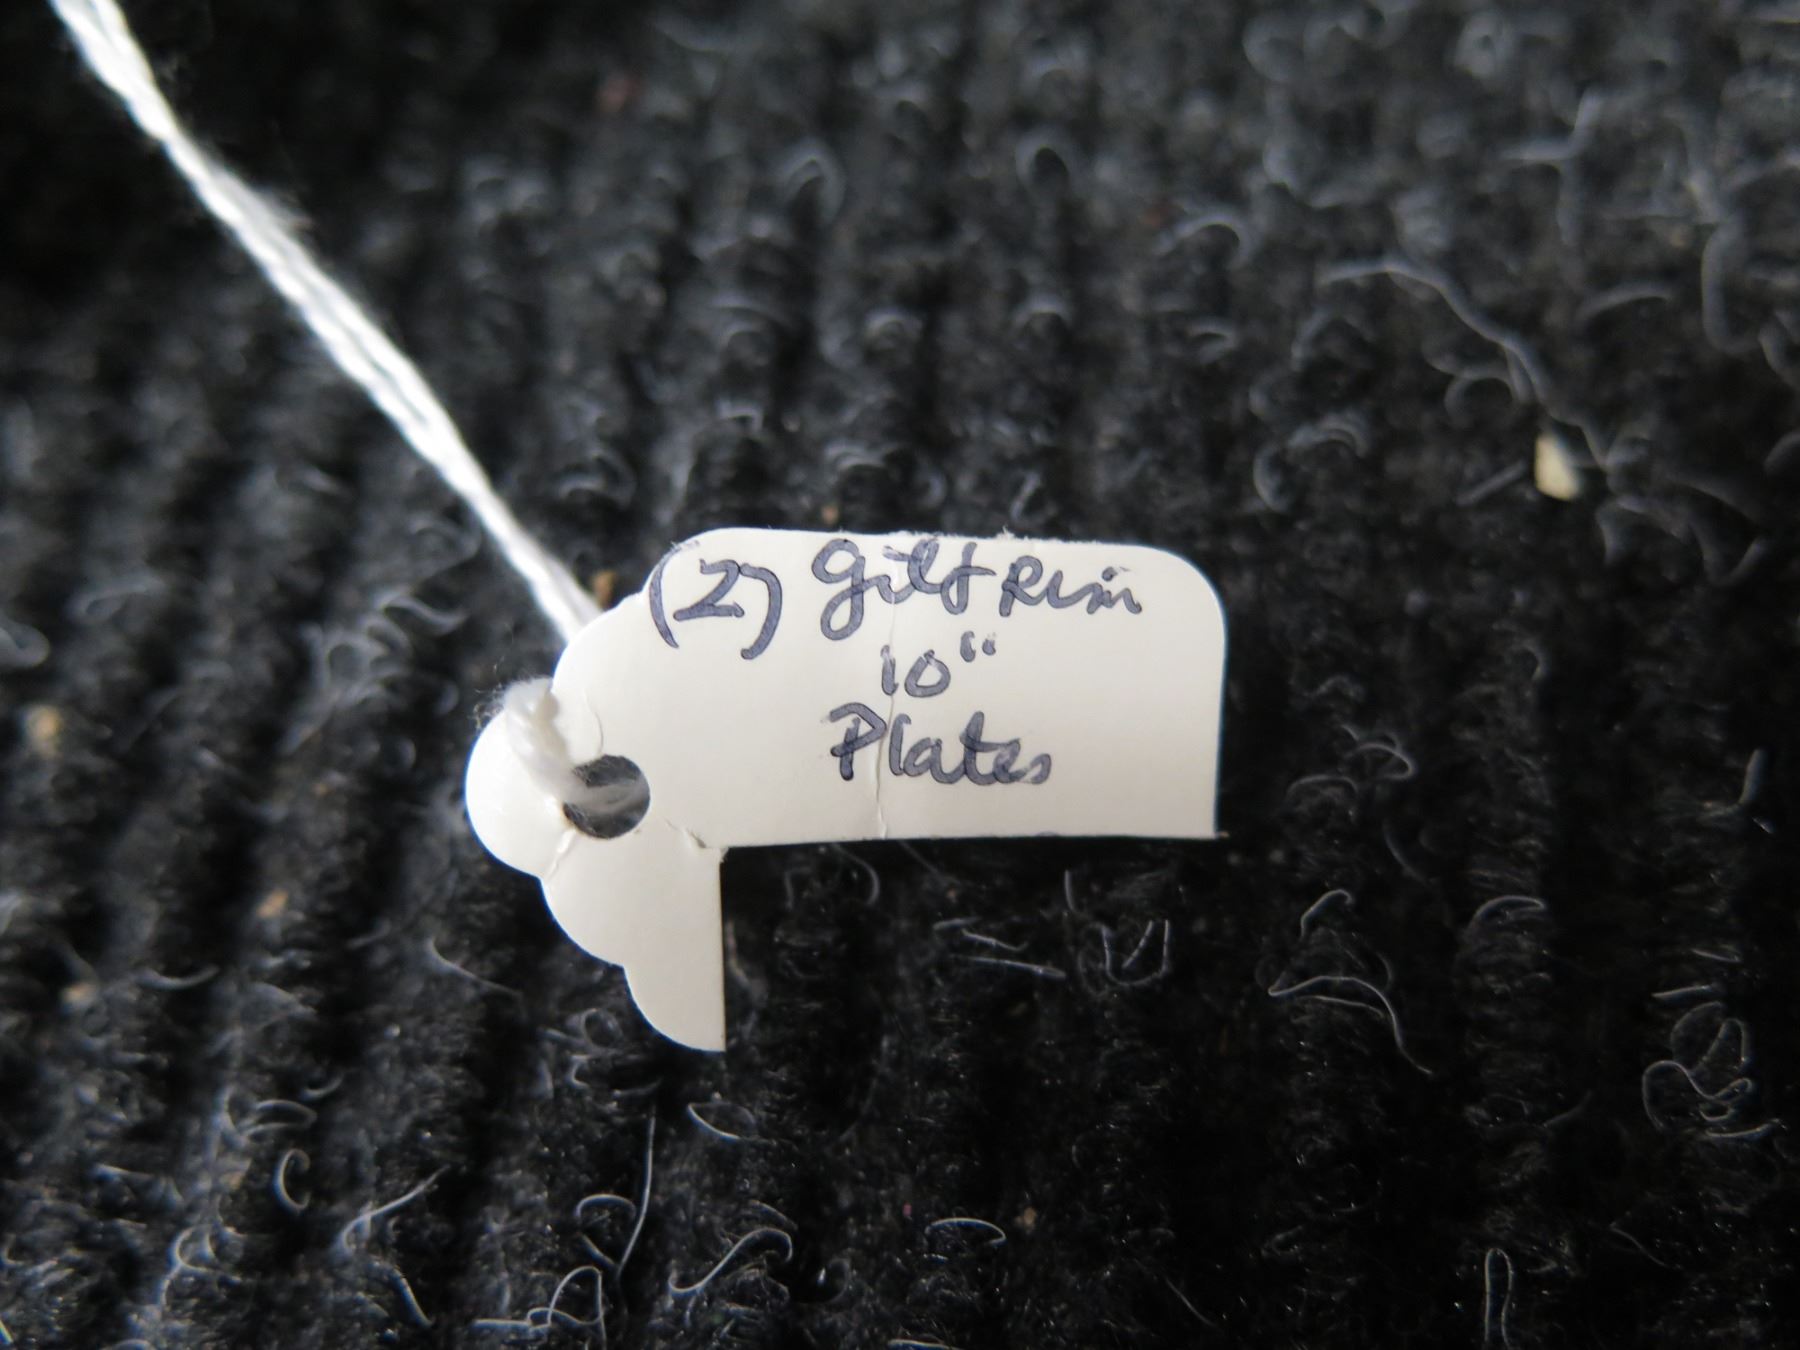 (2) Gilt Rim
10"
Plates